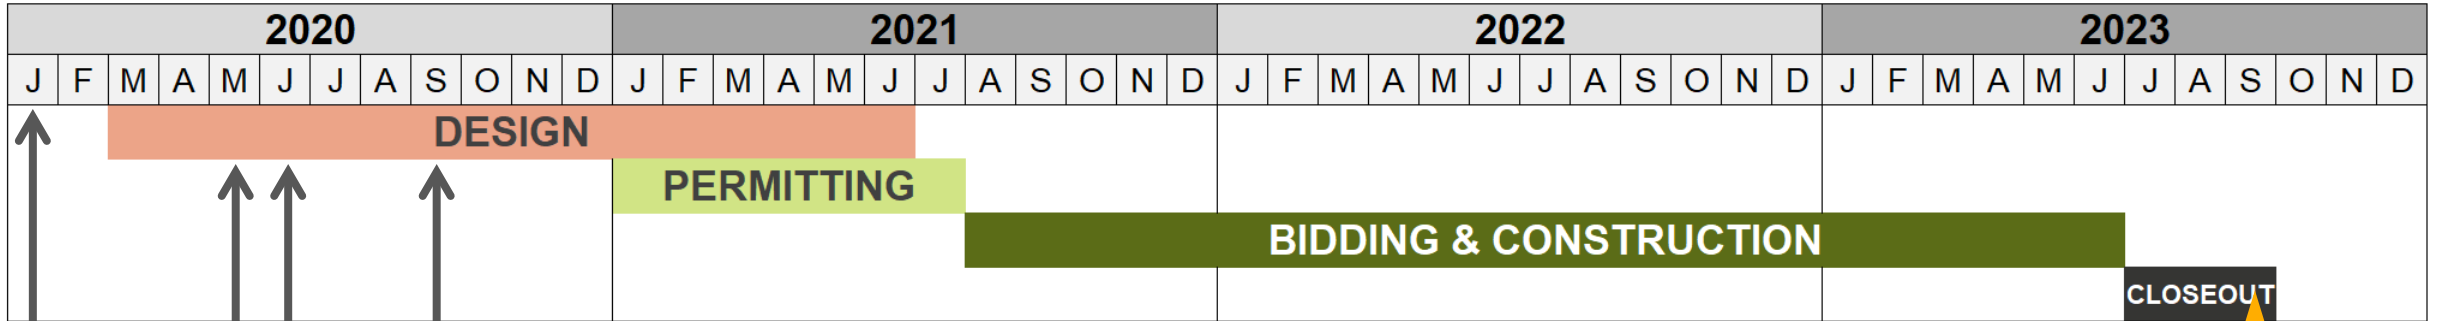 2020 2021 2022 2023
J F M A M J J A S O N D J F M A M J J A S O N D J F M A M J J A S O N D J F M A M J J A S O N D
DESIGN
PERMITTING
BIDDING & CONSTRUCTION
CLOSEOUT